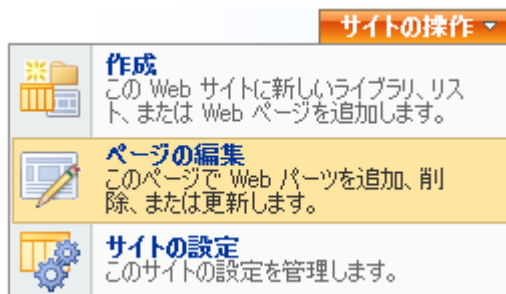 サイトの操作
作成
この Web サイトに新しいライブラリ、リス
ト、または Web ページを追加します。
ページの編集
このページで Web パーツを追加、削
除、または更新します。
サイトの設定
このサイトの設定を管理します。